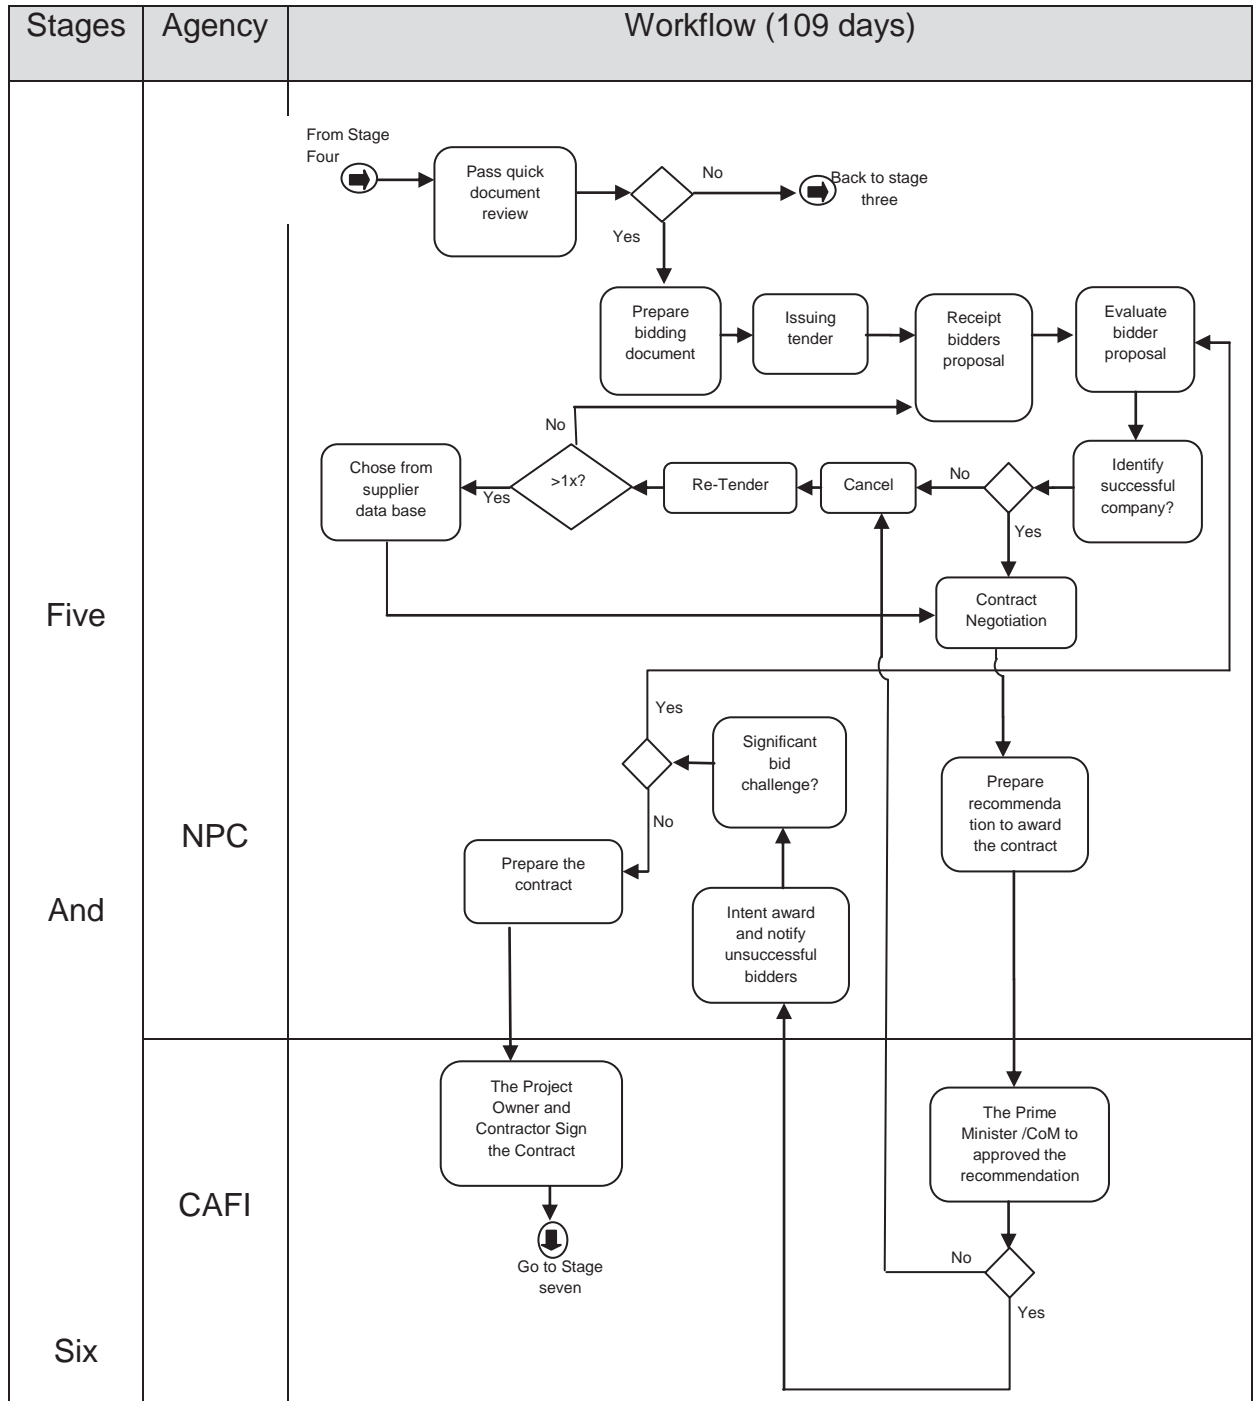 Stages
Agency
Workflow (109 days)
From Stage
Four
Pass quick
document
review
No
Back to stage
three
Yes
Prepare
bidding
document
Issuing
tender
Receipt
bidders
proposal
Evaluate
bidder
proposal
No
Chose from
supplier
data base
Yes
>1x?
Re-Tender
Cancel
No
Identify
successful
company?
Yes
Contract
Negotiation
Five
Yes
Significant
bid
challenge?
No
Prepare
recommenda
tion to award
the contract
NPC
Prepare the
contract
And
Intent award
and notify
unsuccessful
bidders
The Project
Owner and
Contractor Sign
the Contract
The Prime
Minister /CoM to
approved the
recommendation
CAFI
Go to Stage
seven
No
Yes
Six